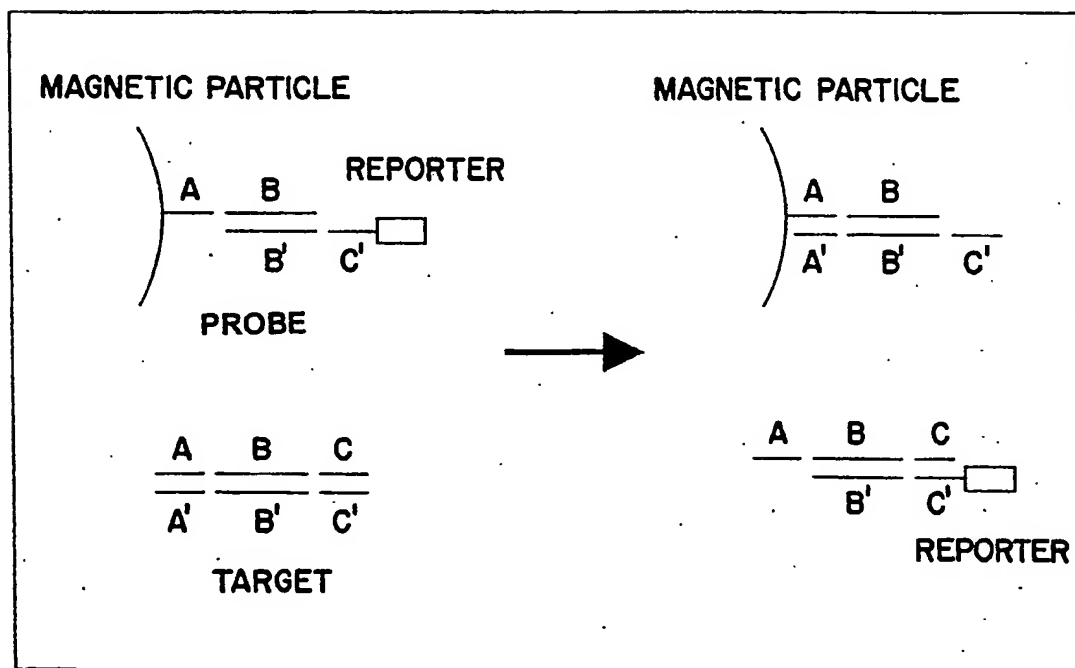 MAGNETIC PARTICLE
A B REPORTER
B' C'
PROBE
A B C
A' B' C'
TARGET
MAGNETIC PARTICLE
A B
A' B' C'
A B C
B' C'
REPORTER